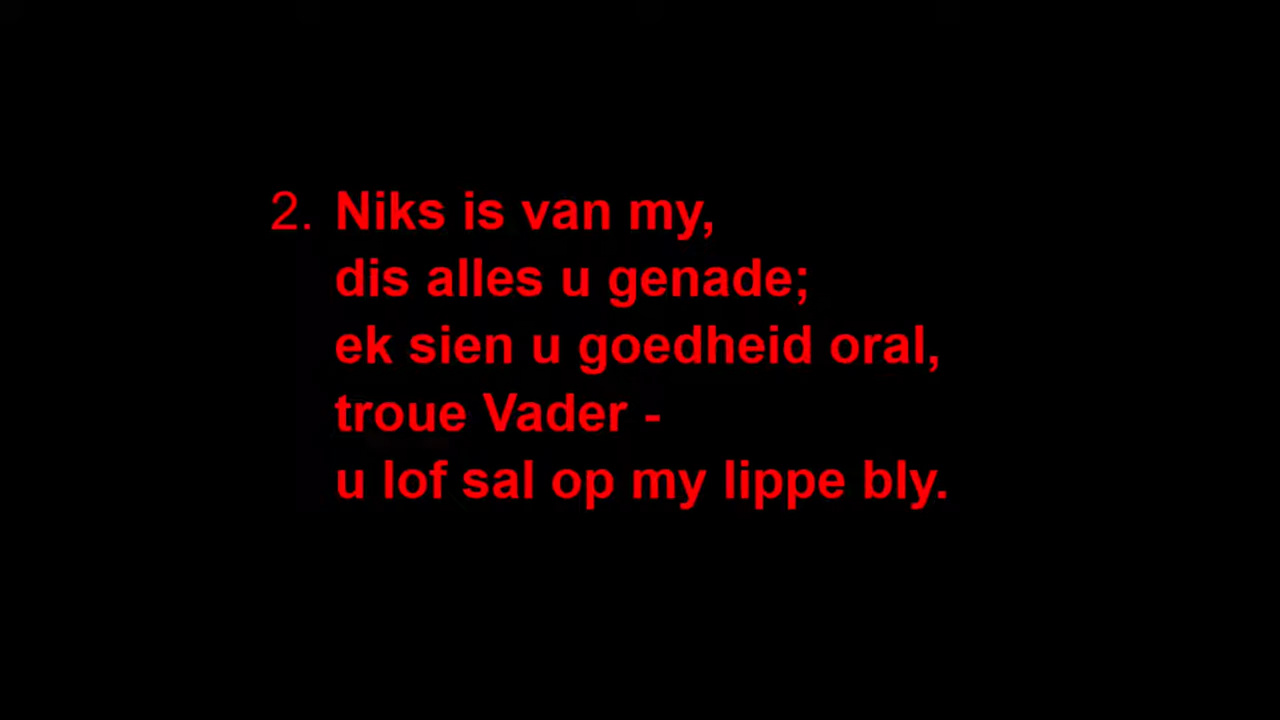 2. Niks is van my,
dis alles u genade;
ek sien u goedheid oral,
troue Vader -
u lof sal op my lippe bly.